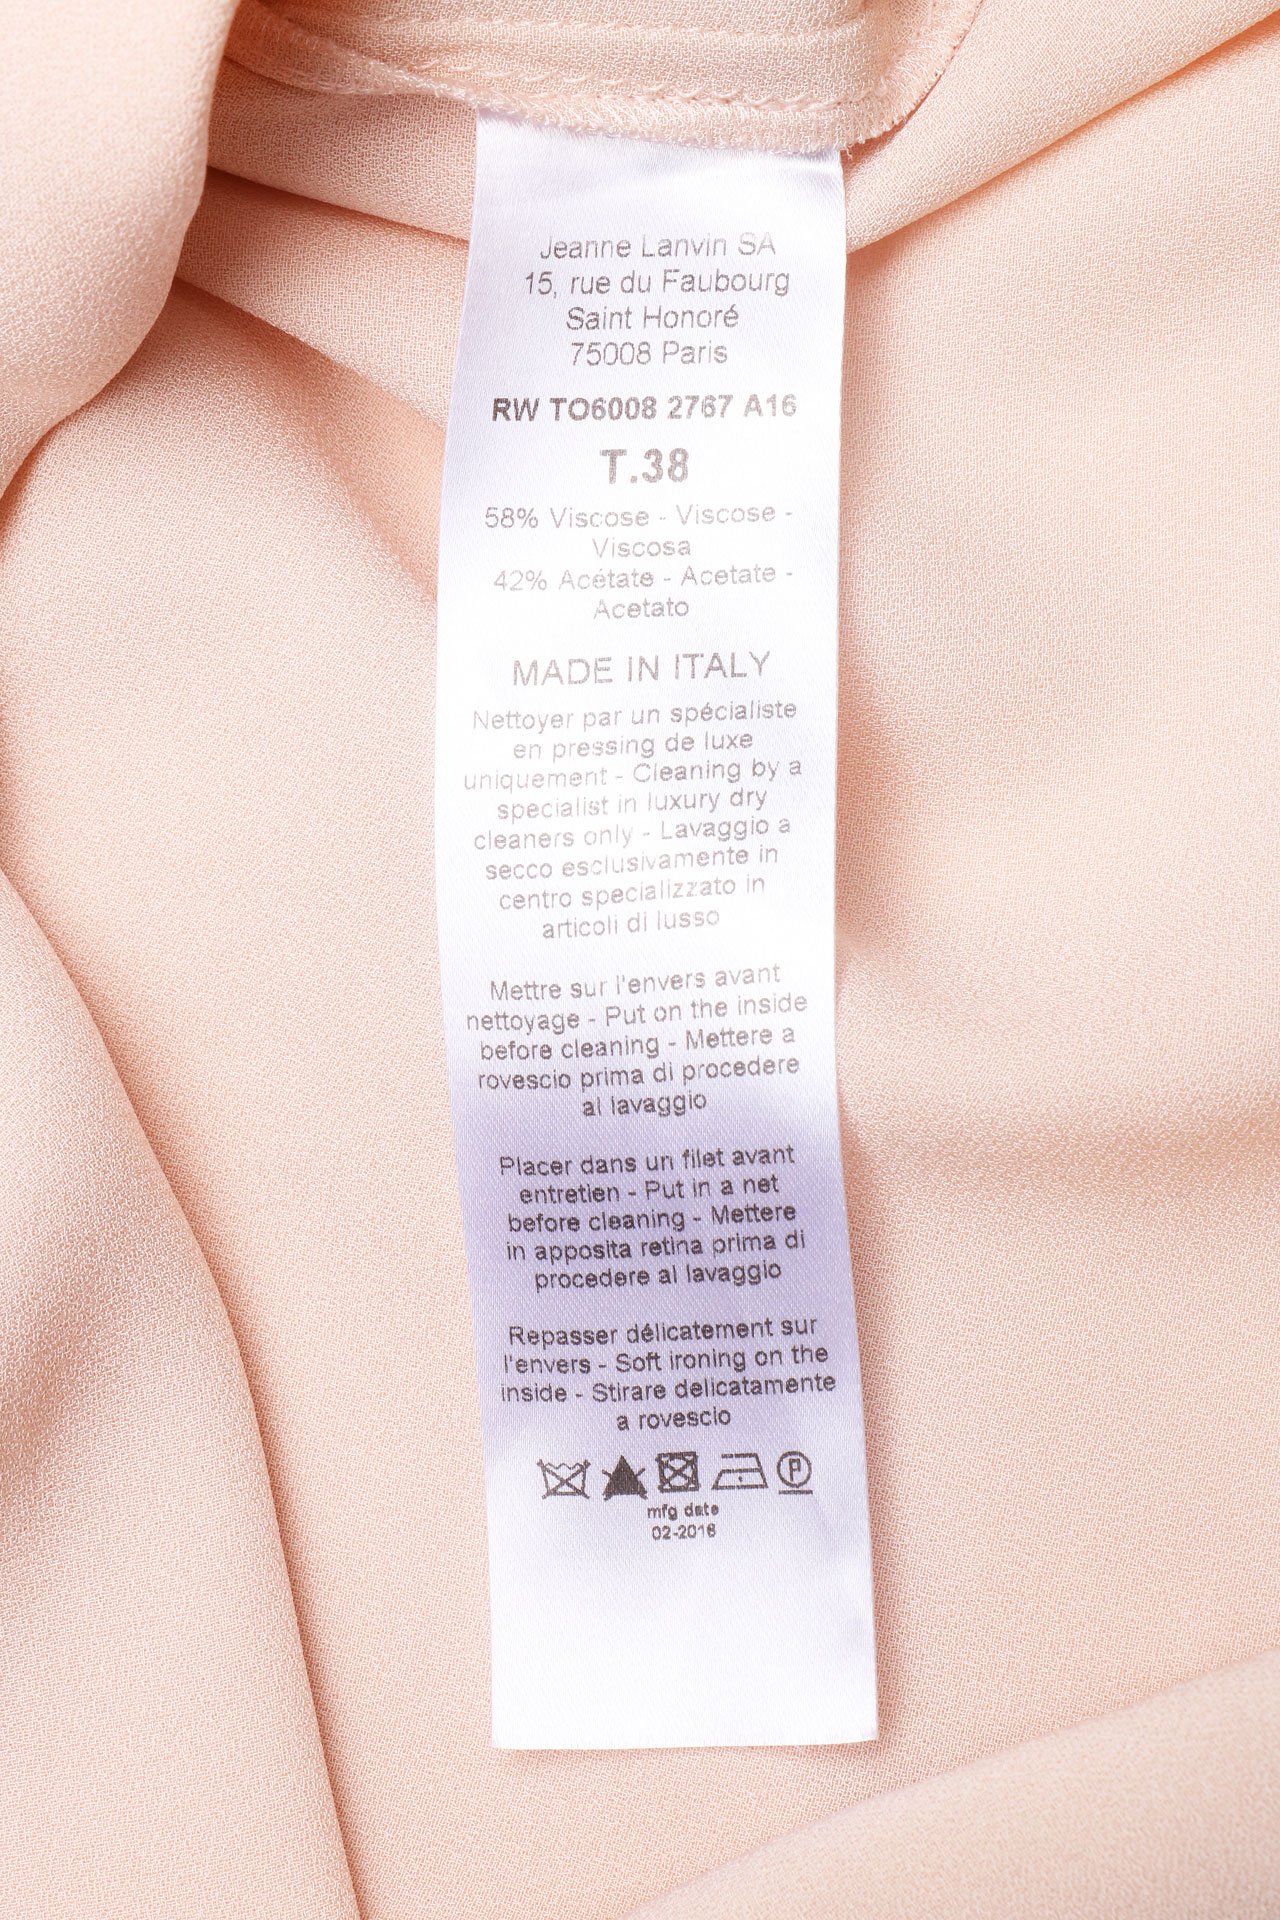 Jeanne Lanvin SA
15, rue du Faubourg
Saint Honoré
75008 Paris
RW TO6008 2767 A16
T.38
58% Viscose - Viscose -
Viscosa
42% Acétate - Acetate -
Acetato
MADE IN ITALY
Nettoyer par un spécialiste
en pressing de luxe
uniquement - Cleaning by a
specialist in luxury dry
cleaners only - Lavaggio a
secco esclusivamente in
centro specializzato in
articoli di lusso
Mettre sur l'envers avant
nettoyage - Put on the inside
before cleaning - Mettere a
rovescio prima di procedere
al lavaggio
Placer dans un filet avant
entretien - Put in a net
before cleaning - Mettere
in apposita retina prima di
procedere al lavaggio
Repasser délicatement sur
l'envers - Soft ironing on the
inside - Stirare delicatamente
a rovescio
P
mfg date
02-2016